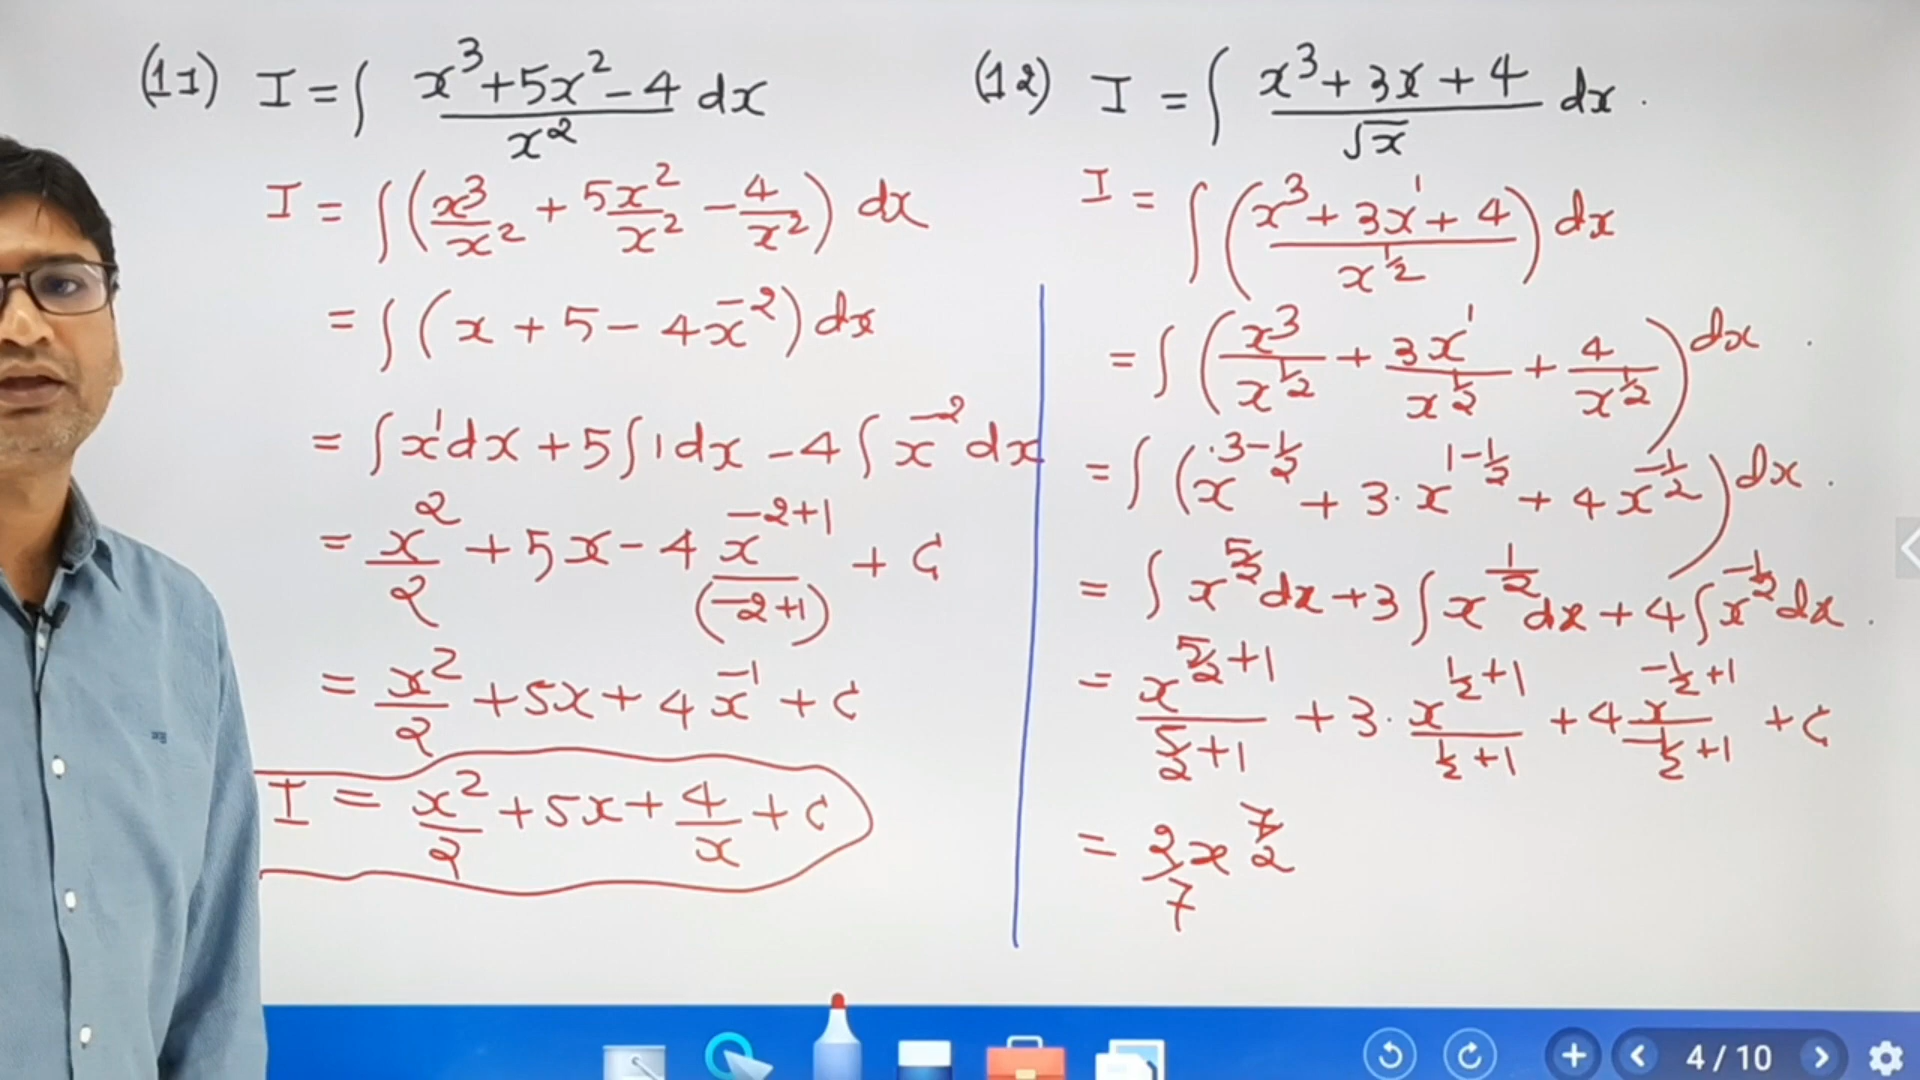 (11) I = ∫ (x³ + 5x² - 4)/x² dx
I = ∫ (x³/x² + 5x²/x² - 4/x²) dx
= ∫ (x + 5 - 4x⁻²) dx
= ∫ x¹ dx + 5 ∫ 1 dx - 4 ∫ x⁻² dx
= x²/2 + 5x - 4 x⁻²⁺¹/(-2+1) + C
= x²/2 + 5x + 4x⁻¹ + C
I = x²/2 + 5x + 4/x + C
(12) I = ∫ (x³ + 3x + 4)/√x dx.
I = ∫ ((x³ + 3x¹ + 4)/x^(1/2)) dx
= ∫ (x³/x^(1/2) + 3x¹/x^(1/2) + 4/x^(1/2)) dx.
= ∫ (x^(3-1/2) + 3·x^(1-1/2) + 4x^(-1/2)) dx.
= ∫ x^(5/2) dx + 3 ∫ x^(1/2) dx + 4 ∫ x^(-1/2) dx.
= x^(5/2+1)/(5/2+1) + 3·x^(1/2+1)/(1/2+1) + 4 x^(-1/2+1)/(-1/2+1) + C
= 2/7 x^(7/2)
4 / 10